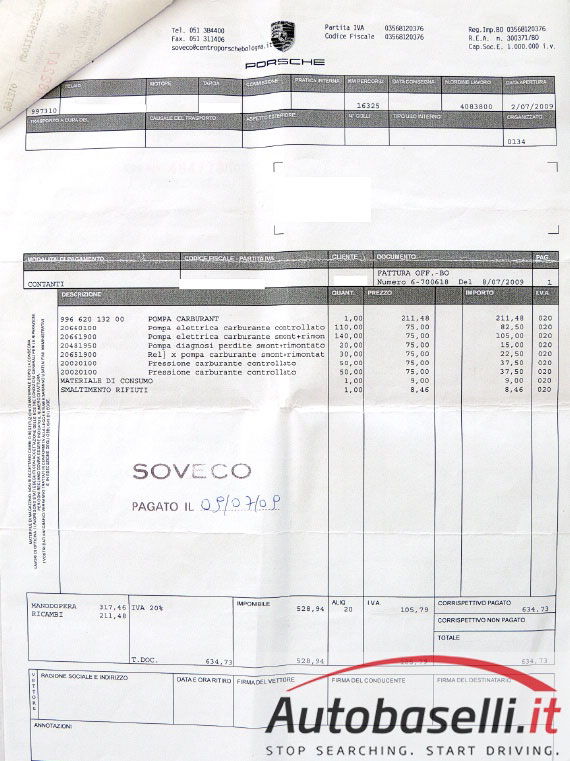 Tel. 051 384400
Fax. 051 311406
soveco@centroporschebologna.it
PORSCHE
Partita IVA 03568120376
Codice Fiscale 03568120376
Reg.Imp.BO 03568120376
R.E.A. n. 300371/BO
Cap.Soc.E. 1.000.000 i.v.
TELAIO MOTORE TARGA COMMISSIONE PRATICA INTERNA KM PERCORSI DATA CONSEGNA N.ORDINE LAVORO DATA APERTURA
997310 16325 4083800 2/07/2009
TRASPORTO A CURA DEL CAUSALE DEL TRASPORTO ASPETTO ESTERIORE N° COLLI TIPO USO INTERNO ORGANIZZATO
0134
MODALITÀ DI PAGAMENTO CODICE FISCALE - PARTITA IVA CLIENTE DOCUMENTO PAG.
CONTANTI
FATTURA OFF.-BO
Numero 6-700618 Del 8/07/2009 1
DESCRIZIONE QUANT. PREZZO IMPORTO I.V.A.
996 620 132 00 POMPA CARBURANT 1,00 211,48 211,48 020
20660100 Pompa elettrica carburante controllato 110,00 75,00 82,50 020
20661900 Pompa elettrica carburante smont+rimon 140,00 75,00 105,00 020
20481950 Pompa diagnosi perdite smont+rimontato 20,00 75,00 15,00 020
20651900 Rel} x pompa carburante smont+rimontat 30,00 75,00 22,50 020
20020100 Pressione carburante controllato 50,00 75,00 37,50 020
20020100 Pressione carburante controllato 50,00 75,00 37,50 020
MATERIALE DI CONSUMO 1,00 9,00 9,00 020
SMALTIMENTO RIFIUTI 1,00 8,46 8,46 020
SOVECO
PAGATO IL 09/07/09
MANODOPERA 317,46
RICAMBI 211,48
IVA 20%
T.DOC. 634,73
IMPONIBILE 528,94
528,94
ALIQ 20
I.V.A. 105,79
105,79
CORRISPETTIVO PAGATO 634,73
CORRISPETTIVO NON PAGATO
TOTALE
634,73
VETTORE
RAGIONE SOCIALE E INDIRIZZO DATA E ORA RITIRO FIRMA DEL VETTORE FIRMA DEL CONDUCENTE FIRMA DEL DESTINATARIO
ANNOTAZIONI
Autobaselli.it
STOP SEARCHING. START DRIVING.